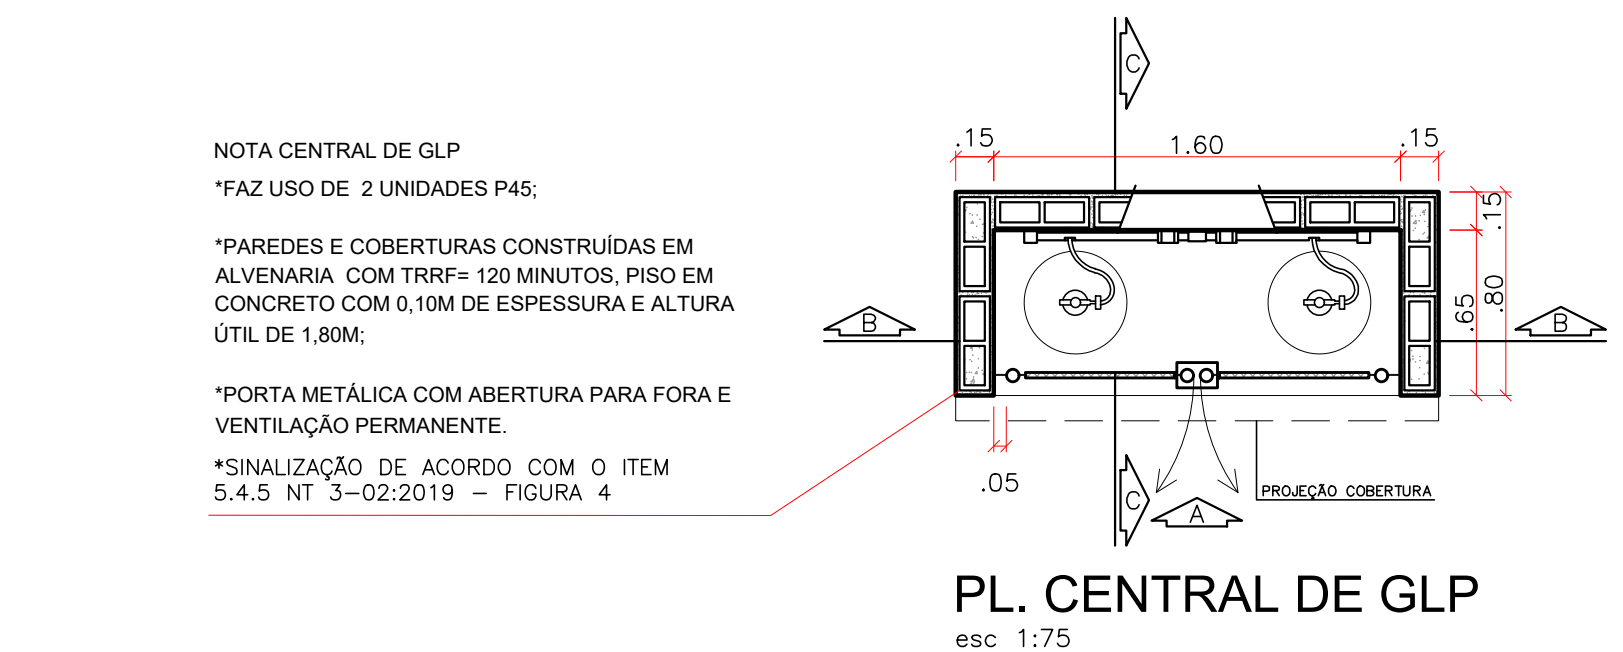 NOTA CENTRAL DE GLP
*FAZ USO DE 2 UNIDADES P45;
*PAREDES E COBERTURAS CONSTRUÍDAS EM
ALVENARIA COM TRRF= 120 MINUTOS, PISO EM
CONCRETO COM 0,10M DE ESPESSURA E ALTURA
ÚTIL DE 1,80M;
*PORTA METÁLICA COM ABERTURA PARA FORA E
VENTILAÇÃO PERMANENTE.
*SINALIZAÇÃO DE ACORDO COM O ITEM
5.4.5 NT 3-02:2019 - FIGURA 4
C
.15
1.60
.15
.15
.65
.80
B
B
.05
C
A
PROJEÇÃO COBERTURA
PL. CENTRAL DE GLP
esc 1:75